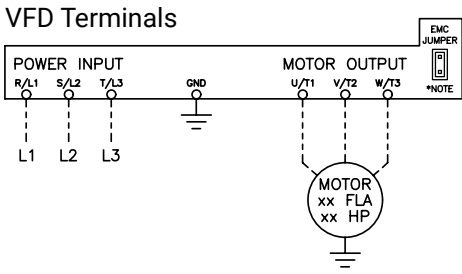 VFD Terminals
EMC
JUMPER
POWER INPUT
MOTOR OUTPUT
R/L1 S/L2 T/L3
GND
U/T1 V/T2 W/T3
*NOTE
L1 L2 L3
MOTOR
xx FLA
xx HP